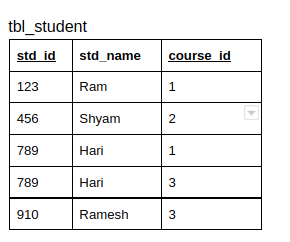 tbl_student
std_id std_name course_id
123 Ram 1
456 Shyam 2
789 Hari 1
789 Hari 3
910 Ramesh 3